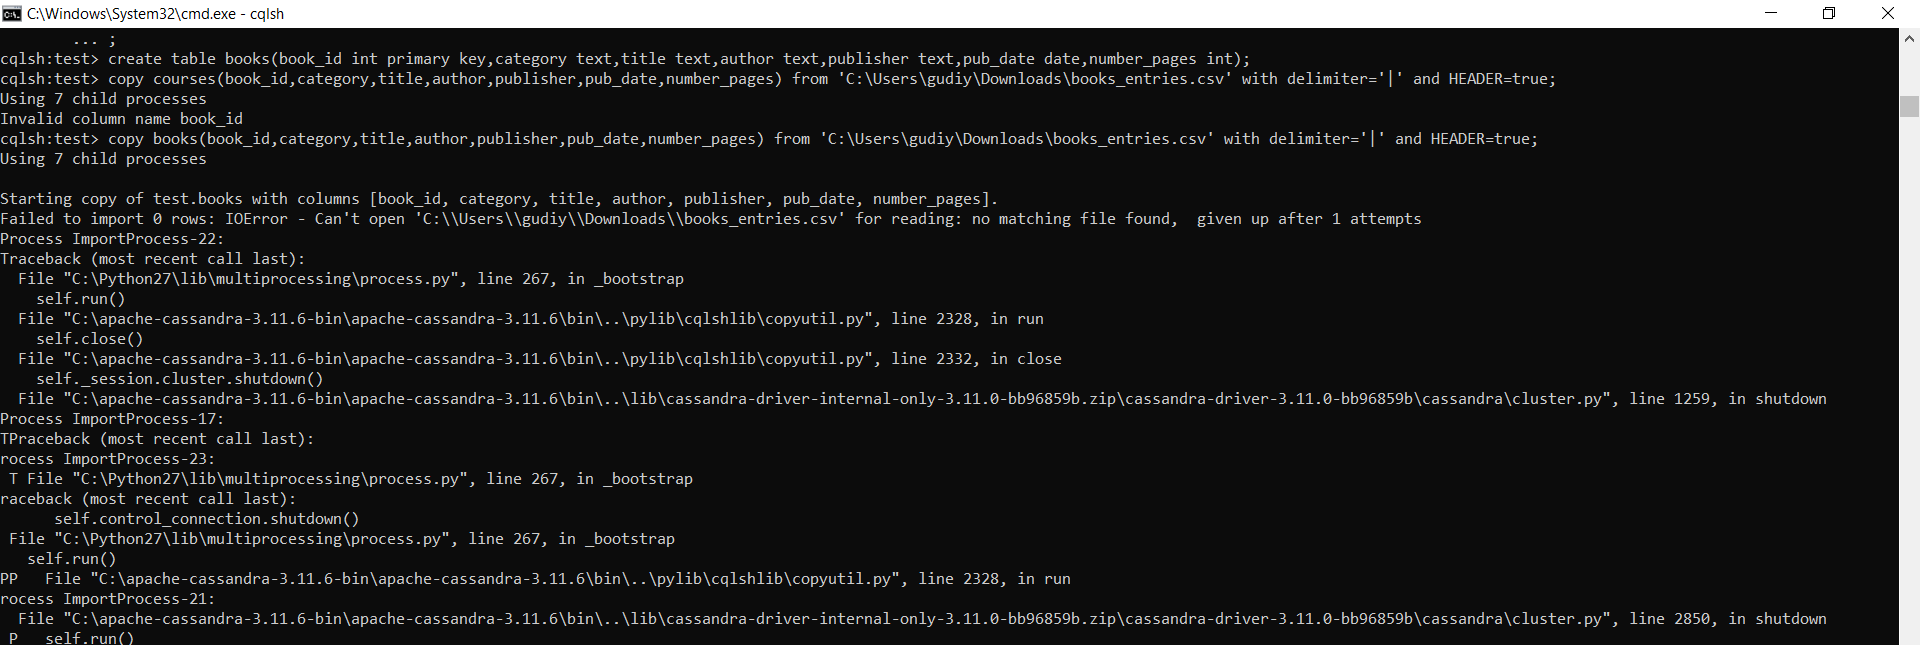 C:\Windows\System32\cmd.exe - cqlsh
... ;
cqlsh:test> create table books(book_id int primary key,category text,title text,author text,publisher text,pub_date date,number_pages int);
cqlsh:test> copy courses(book_id,category,title,author,publisher,pub_date,number_pages) from 'C:\Users\gudiy\Downloads\books_entries.csv' with delimiter='|' and HEADER=true;
Using 7 child processes
Invalid column name book_id
cqlsh:test> copy books(book_id,category,title,author,publisher,pub_date,number_pages) from 'C:\Users\gudiy\Downloads\books_entries.csv' with delimiter='|' and HEADER=true;
Using 7 child processes
Starting copy of test.books with columns [book_id, category, title, author, publisher, pub_date, number_pages].
Failed to import 0 rows: IOError - Can't open 'C:\\Users\\gudiy\\Downloads\\books_entries.csv' for reading: no matching file found,  given up after 1 attempts
Process ImportProcess-22:
Traceback (most recent call last):
  File "C:\Python27\lib\multiprocessing\process.py", line 267, in _bootstrap
    self.run()
  File "C:\apache-cassandra-3.11.6-bin\apache-cassandra-3.11.6\bin\..\pylib\cqlshlib\copyutil.py", line 2328, in run
    self.close()
  File "C:\apache-cassandra-3.11.6-bin\apache-cassandra-3.11.6\bin\..\pylib\cqlshlib\copyutil.py", line 2332, in close
    self._session.cluster.shutdown()
  File "C:\apache-cassandra-3.11.6-bin\apache-cassandra-3.11.6\bin\..\lib\cassandra-driver-internal-only-3.11.0-bb96859b.zip\cassandra-driver-3.11.0-bb96859b\cassandra\cluster.py", line 1259, in shutdown
Process ImportProcess-17:
TPraceback (most recent call last):
rocess ImportProcess-23:
 T File "C:\Python27\lib\multiprocessing\process.py", line 267, in _bootstrap
raceback (most recent call last):
      self.control_connection.shutdown()
 File "C:\Python27\lib\multiprocessing\process.py", line 267, in _bootstrap
   self.run()
PP   File "C:\apache-cassandra-3.11.6-bin\apache-cassandra-3.11.6\bin\..\pylib\cqlshlib\copyutil.py", line 2328, in run
rocess ImportProcess-21:
  File "C:\apache-cassandra-3.11.6-bin\apache-cassandra-3.11.6\bin\..\lib\cassandra-driver-internal-only-3.11.0-bb96859b.zip\cassandra-driver-3.11.0-bb96859b\cassandra\cluster.py", line 2850, in shutdown
 P   self.run()